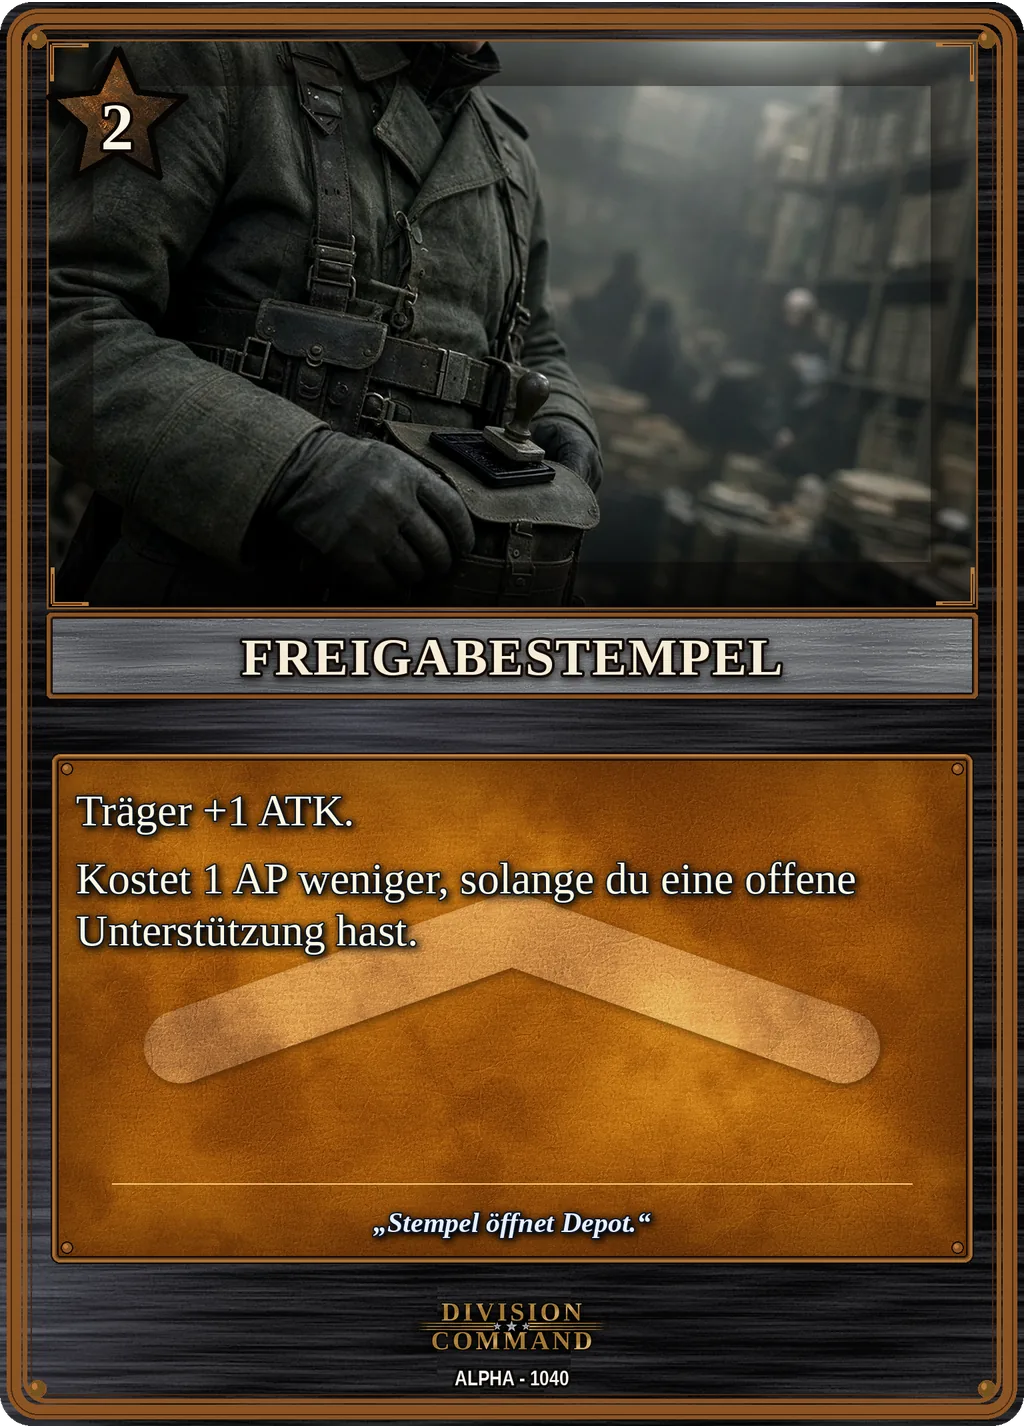 2
FREIGABESTEMPEL
Träger +1 ATK.
Kostet 1 AP weniger, solange du eine offene
Unterstützung hast.
„Stempel öffnet Depot.“
DIVISION
COMMAND
ALPHA - 1040